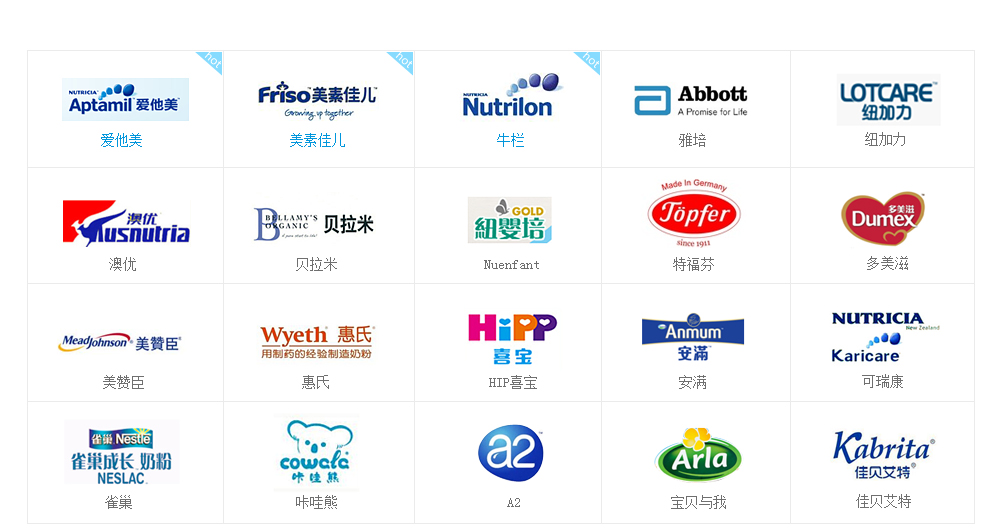 hot
NUTRICIA
Aptamil 爱他美
爱他美
hot
Friso 美素佳儿
Growing up together
美素佳儿
hot
NUTRICIA
Nutrilon
牛栏
Abbott
A Promise for Life
雅培
LOTCARE
纽加力
纽加力
澳优
Ausnutria
澳优
BELLAMY'S
ORGANIC
贝拉米
贝拉米
GOLD
紐嬰培
Nuenfant
Made In Germany
Töpfer
since 1911
特福芬
多美滋
Dumex
多美滋
MeadJohnson 美赞臣
美赞臣
Wyeth 惠氏
用制药的经验制造奶粉
惠氏
HiPP
喜宝
HIP喜宝
Anmum
安滿
安满
NUTRICIA
New Zealand
Karicare
可瑞康
雀巢 Nestle
雀巢成长奶粉
NESLAC
雀巢
cowala
咔哇熊
咔哇熊
a2
A2
Arla
宝贝与我
Kabrita
佳贝艾特
佳贝艾特